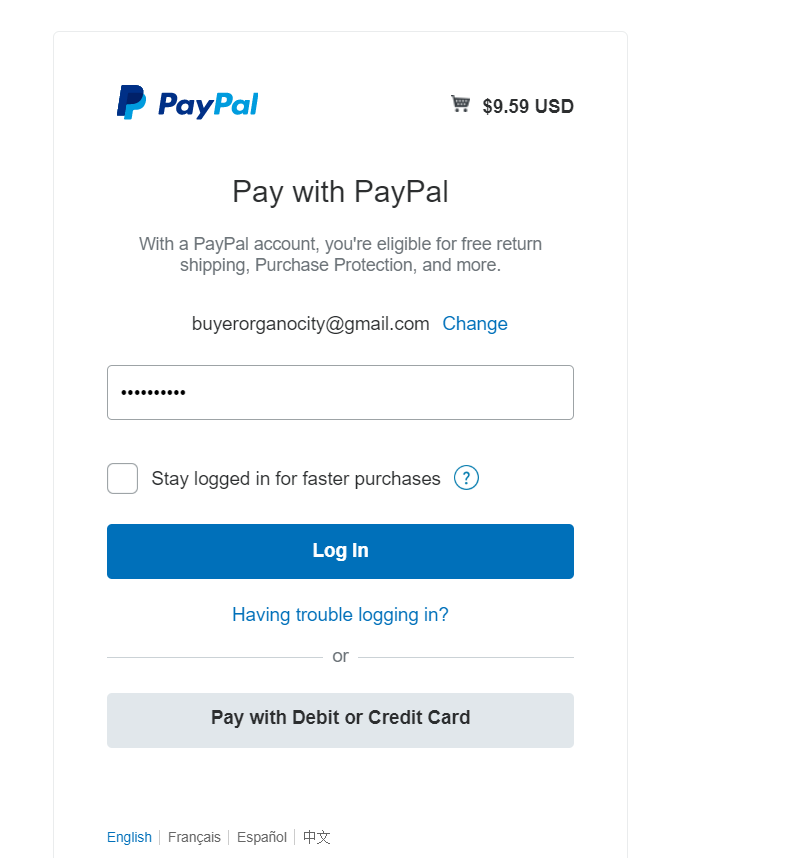 PayPal
$9.59 USD
Pay with PayPal
With a PayPal account, you're eligible for free return
shipping, Purchase Protection, and more.
buyerorganocity@gmail.com Change
••••••••••
Stay logged in for faster purchases ?
Log In
Having trouble logging in?
or
Pay with Debit or Credit Card
English Français Español 中文